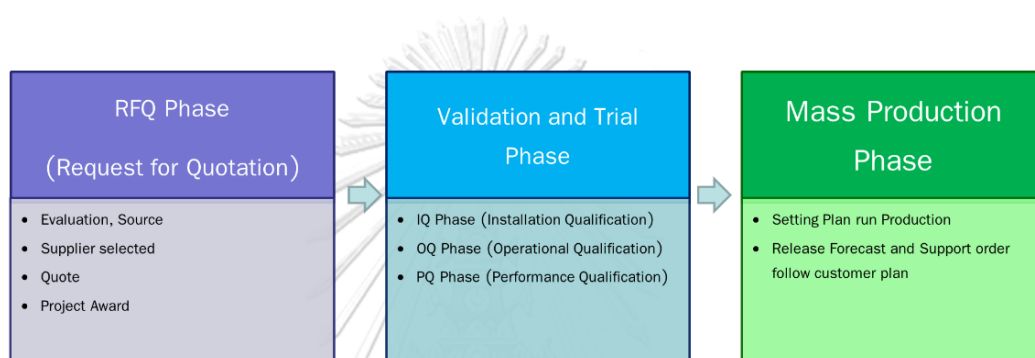 RFQ Phase
(Request for Quotation)
• Evaluation, Source
• Supplier selected
• Quote
• Project Award
Validation and Trial
Phase
• IQ Phase (Installation Qualification)
• OQ Phase (Operational Qualification)
• PQ Phase (Performance Qualification)
Mass Production
Phase
• Setting Plan run Production
• Release Forecast and Support order
follow customer plan